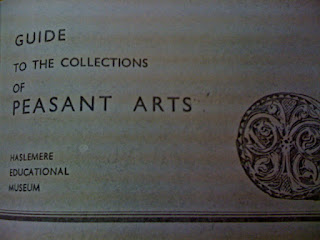 GUIDE
TO THE COLLECTIONS
OF
PEASANT ARTS
HASLEMERE
EDUCATIONAL
MUSEUM